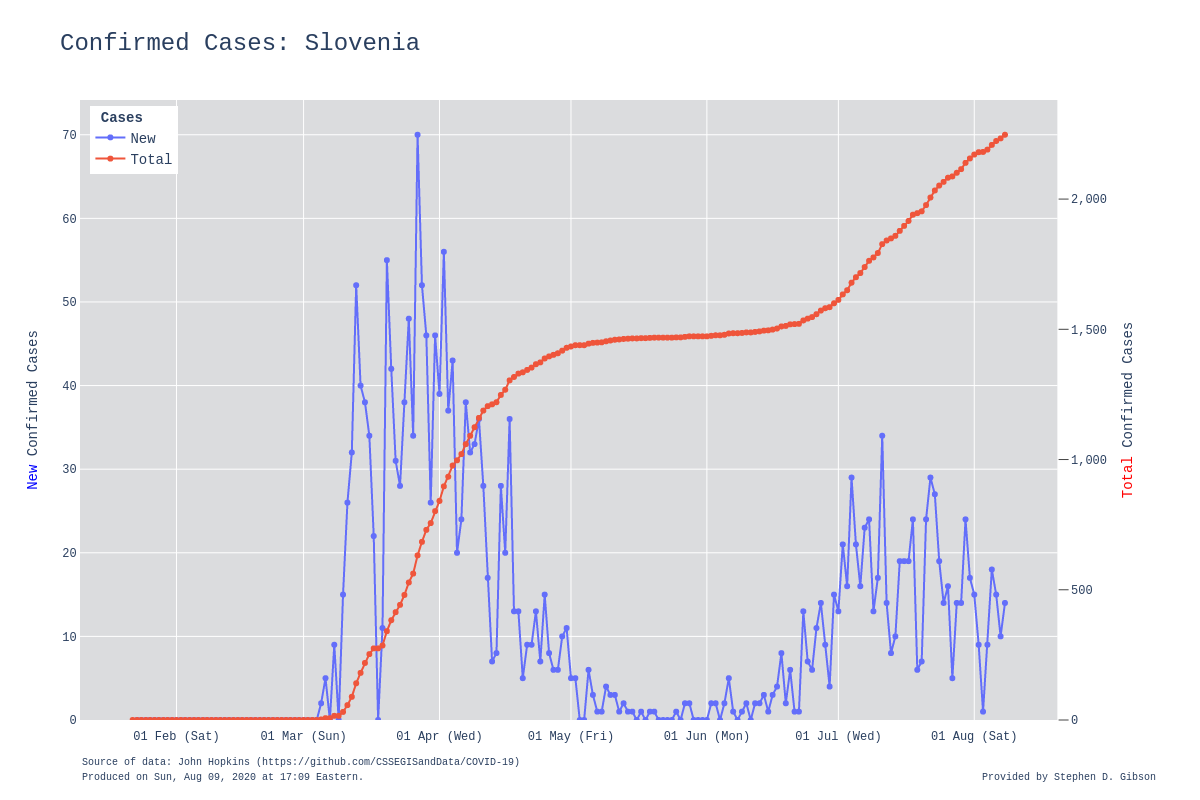 Confirmed Cases: Slovenia
Cases
New
Total
70
60
50
40
30
20
10
0
New Confirmed Cases
2,000
1,500
1,000
500
0
Total Confirmed Cases
01 Feb (Sat)
01 Mar (Sun)
01 Apr (Wed)
01 May (Fri)
01 Jun (Mon)
01 Jul (Wed)
01 Aug (Sat)
Source of data: John Hopkins (https://github.com/CSSEGISandData/COVID-19)
Produced on Sun, Aug 09, 2020 at 17:09 Eastern.
Provided by Stephen D. Gibson